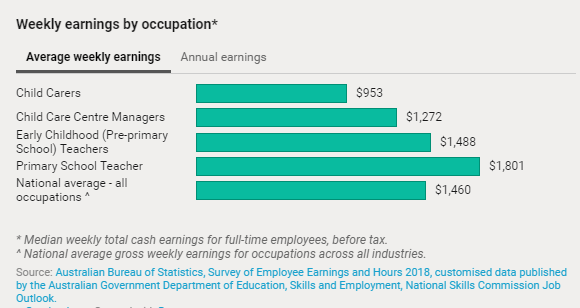 Weekly earnings by occupation*
Average weekly earnings Annual earnings
Child Carers $953
Child Care Centre Managers $1,272
Early Childhood (Pre-primary
School) Teachers $1,488
Primary School Teacher $1,801
National average - all
occupations ^ $1,460
* Median weekly total cash earnings for full-time employees, before tax.
^ National average gross weekly earnings for occupations across all industries.
Source: Australian Bureau of Statistics, Survey of Employee Earnings and Hours 2018, customised data published
by the Australian Government Department of Education, Skills and Employment, National Skills Commission Job
Outlook.